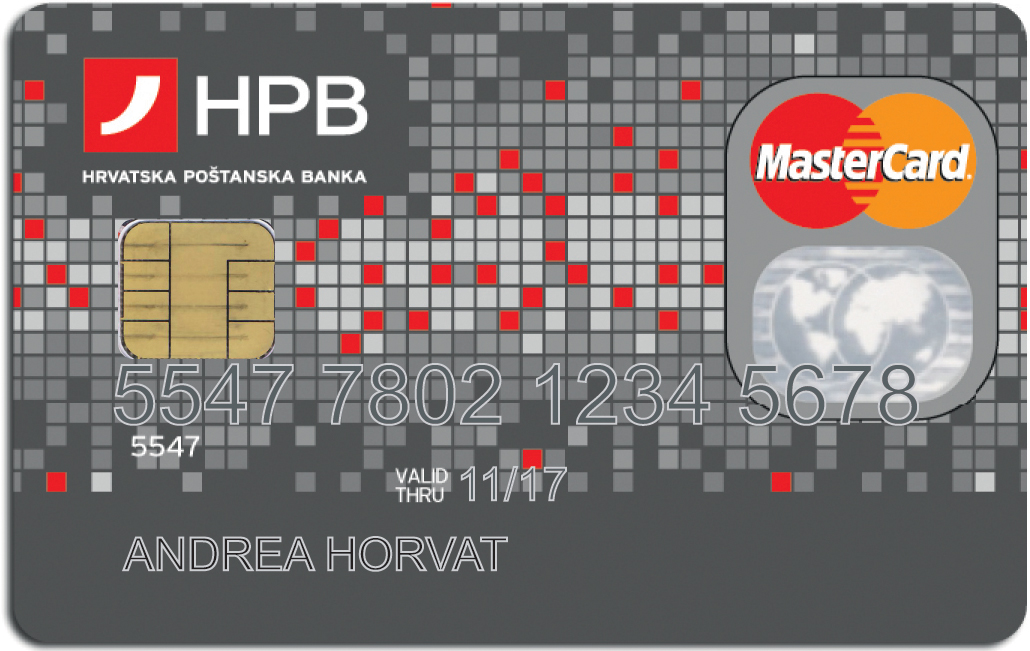 HPB
HRVATSKA POŠTANSKA BANKA
MasterCard
5547 7802 1234 5678
5547
VALID THRU 11/17
ANDREA HORVAT